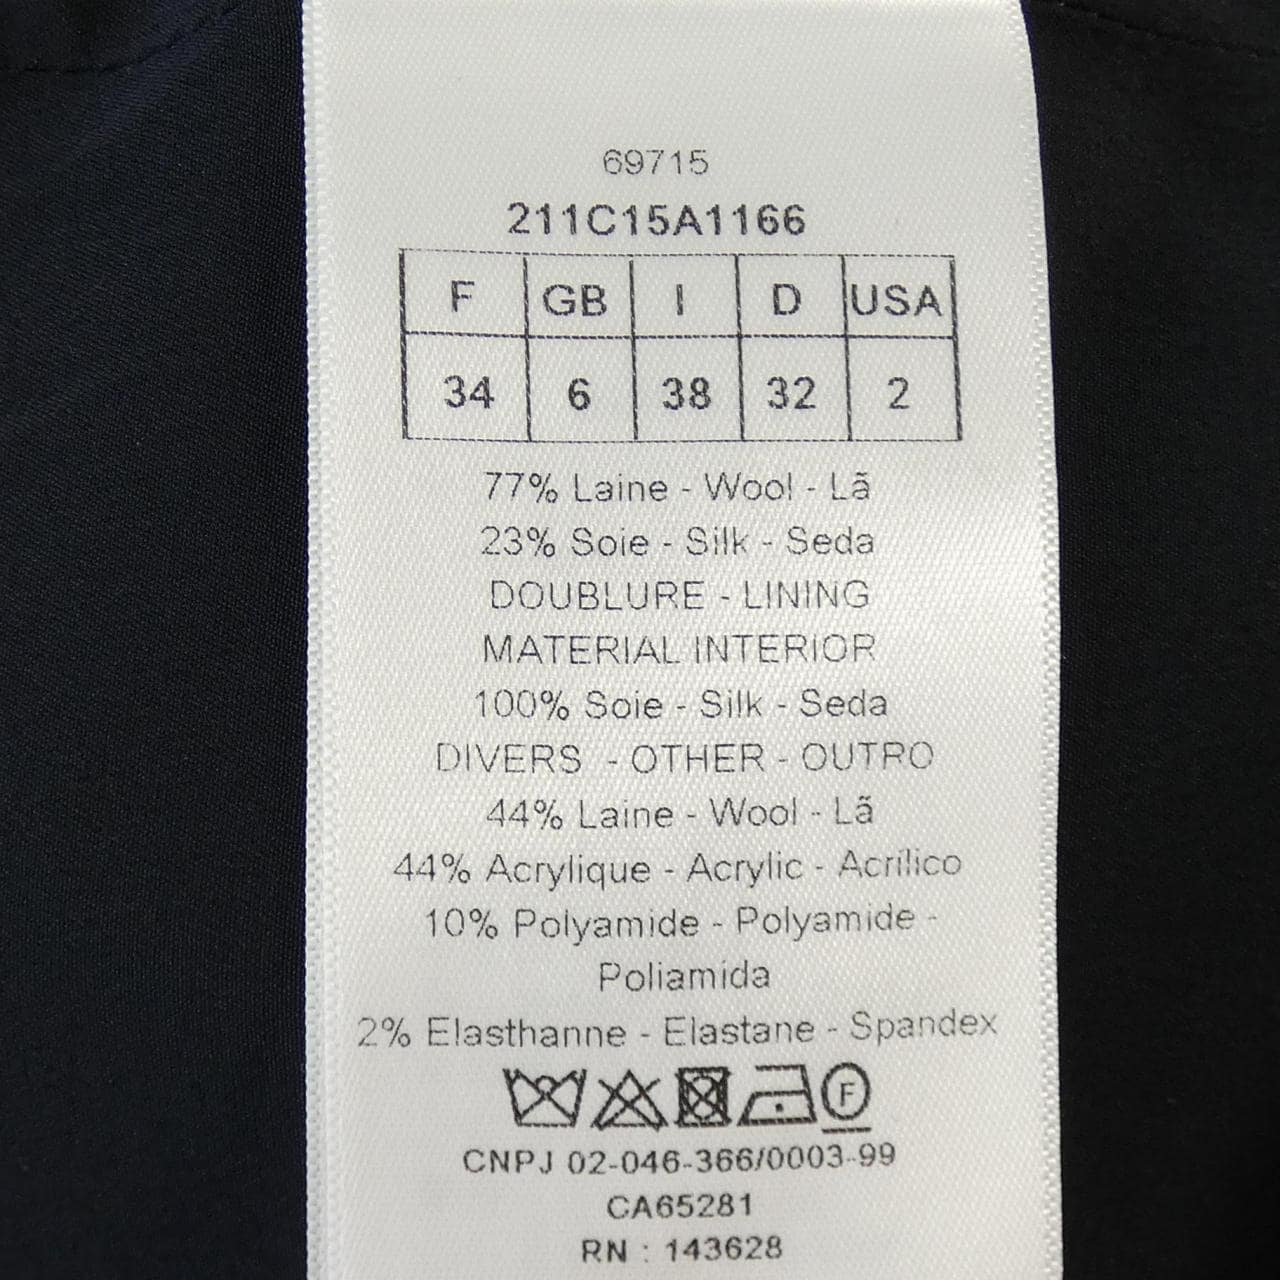 69715
211C15A1166
F GB I D USA
34 6 38 32 2
77% Laine - Wool - Lã
23% Soie - Silk - Seda
DOUBLURE - LINING
MATERIAL INTERIOR
100% Soie - Silk - Seda
DIVERS - OTHER - OUTRO
44% Laine - Wool - Lã
44% Acrylique - Acrylic - Acrílico
10% Polyamide - Polyamide -
Poliamida
2% Elasthanne - Elastane - Spandex
F
CNPJ 02-046-366/0003-99
CA65281
RN : 143628